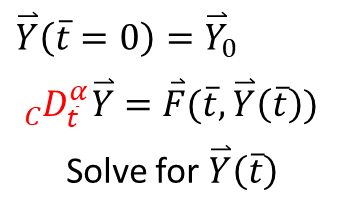 Y⃗(t̄ = 0) = Y⃗₀
_C D_t̄^α Y⃗ = F⃗(t̄, Y⃗(t̄))
Solve for Y⃗(t̄)